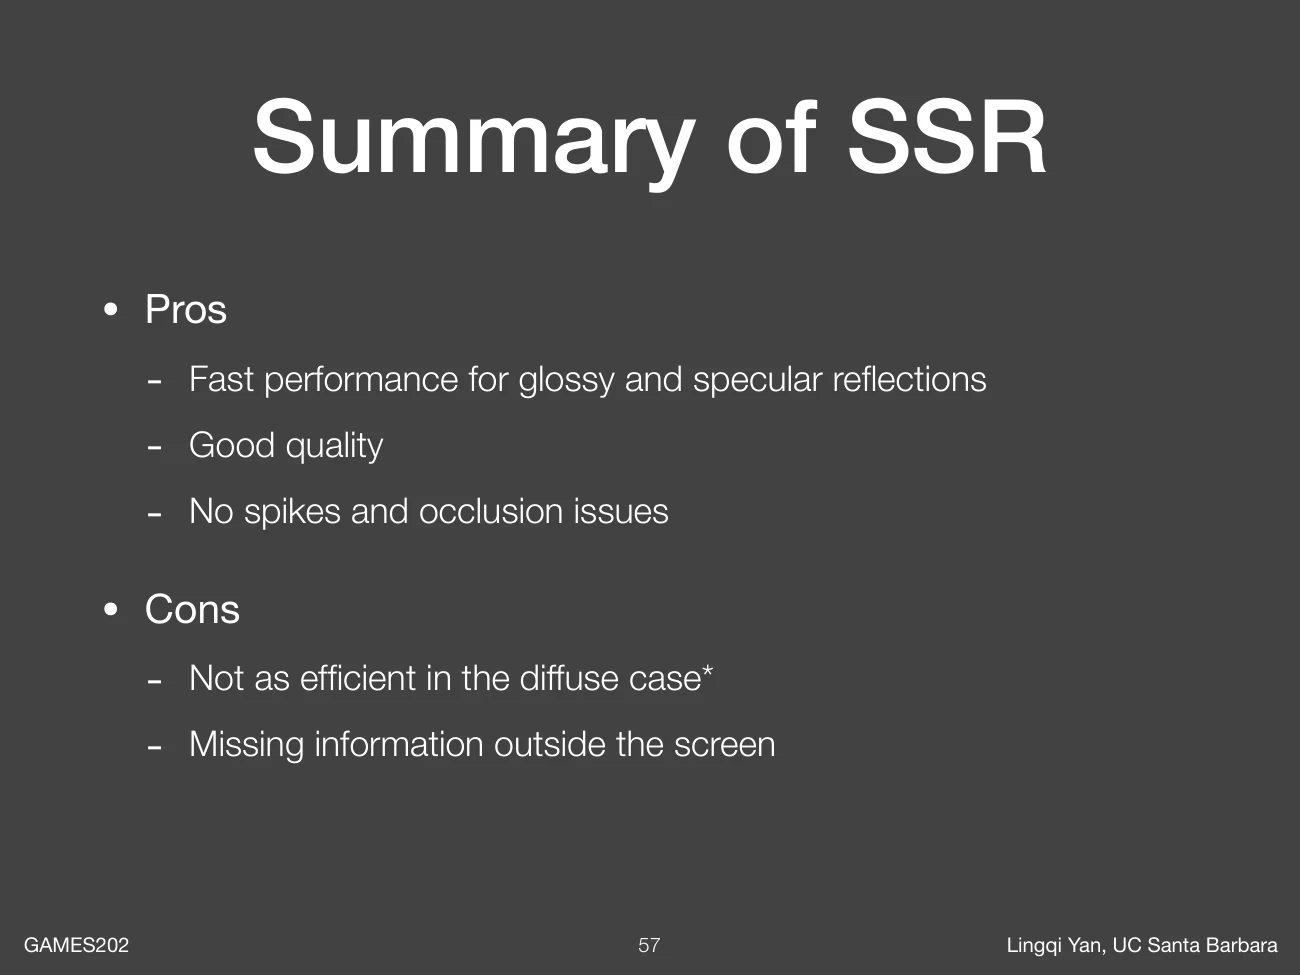 Summary of SSR
• Pros
- Fast performance for glossy and specular reflections
- Good quality
- No spikes and occlusion issues
• Cons
- Not as efficient in the diffuse case*
- Missing information outside the screen
GAMES202
57
Lingqi Yan, UC Santa Barbara